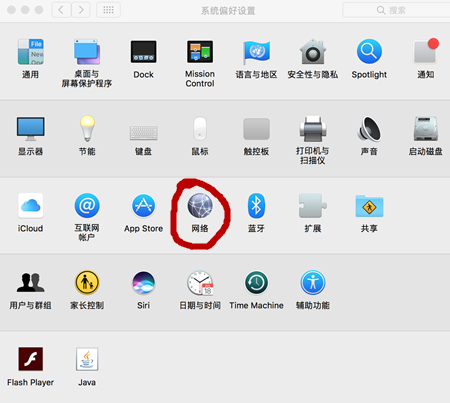 系统偏好设置
搜索
File
New
One
通用
桌面与
屏幕保护程序
Dock
Mission
Control
语言与地区
安全性与隐私
Spotlight
通知
显示器
节能
键盘
鼠标
触控板
打印机与
扫描仪
声音
启动磁盘
iCloud
互联网
帐户
App Store
网络
蓝牙
扩展
共享
用户与群组
家长控制
Siri
日期与时间
Time Machine
辅助功能
Flash Player
Java